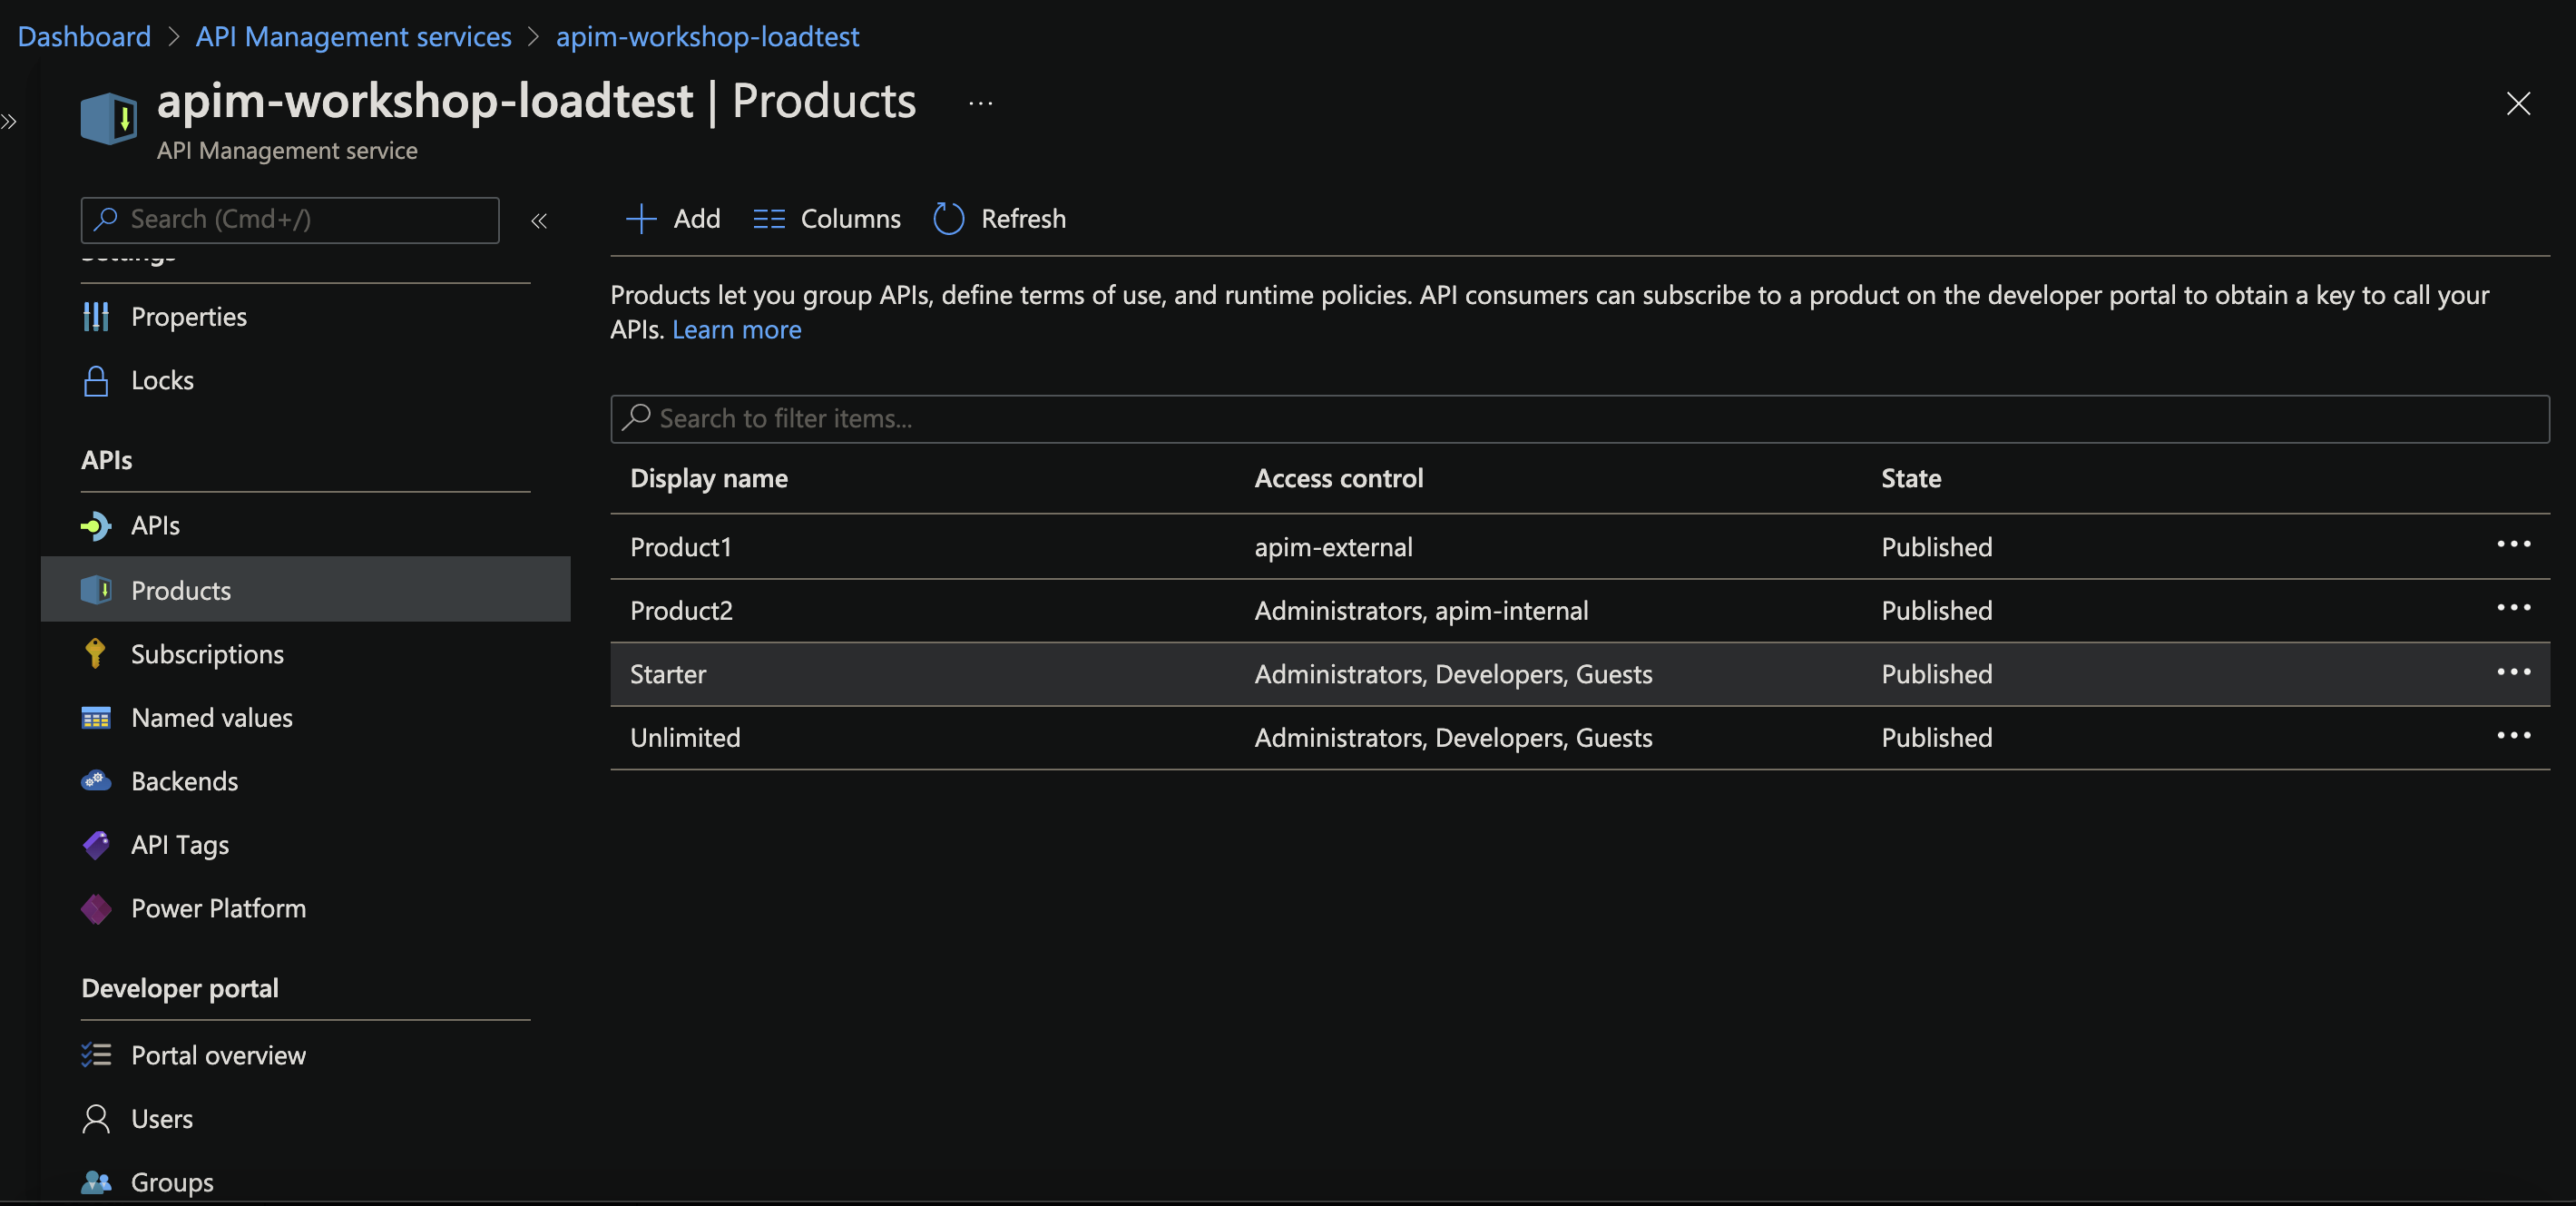 Dashboard > API Management services > apim-workshop-loadtest
apim-workshop-loadtest | Products ...
API Management service
Search (Cmd+/)
Settings
Properties
Locks
APIs
APIs
Products
Subscriptions
Named values
Backends
API Tags
Power Platform
Developer portal
Portal overview
Users
Groups
Add Columns Refresh
Products let you group APIs, define terms of use, and runtime policies. API consumers can subscribe to a product on the developer portal to obtain a key to call your
APIs. Learn more
Search to filter items...
Display name Access control State
Product1 apim-external Published
Product2 Administrators, apim-internal Published
Starter Administrators, Developers, Guests Published
Unlimited Administrators, Developers, Guests Published